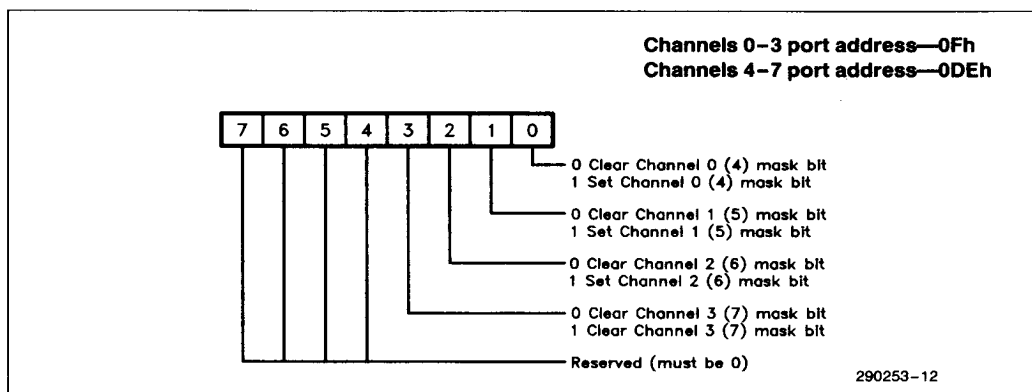 Channels 0–3 port address—0Fh
Channels 4–7 port address—0DEh
7 6 5 4 3 2 1 0
0 Clear Channel 0 (4) mask bit
1 Set Channel 0 (4) mask bit
0 Clear Channel 1 (5) mask bit
1 Set Channel 1 (5) mask bit
0 Clear Channel 2 (6) mask bit
1 Set Channel 2 (6) mask bit
0 Clear Channel 3 (7) mask bit
1 Clear Channel 3 (7) mask bit
Reserved (must be 0)
290253–12